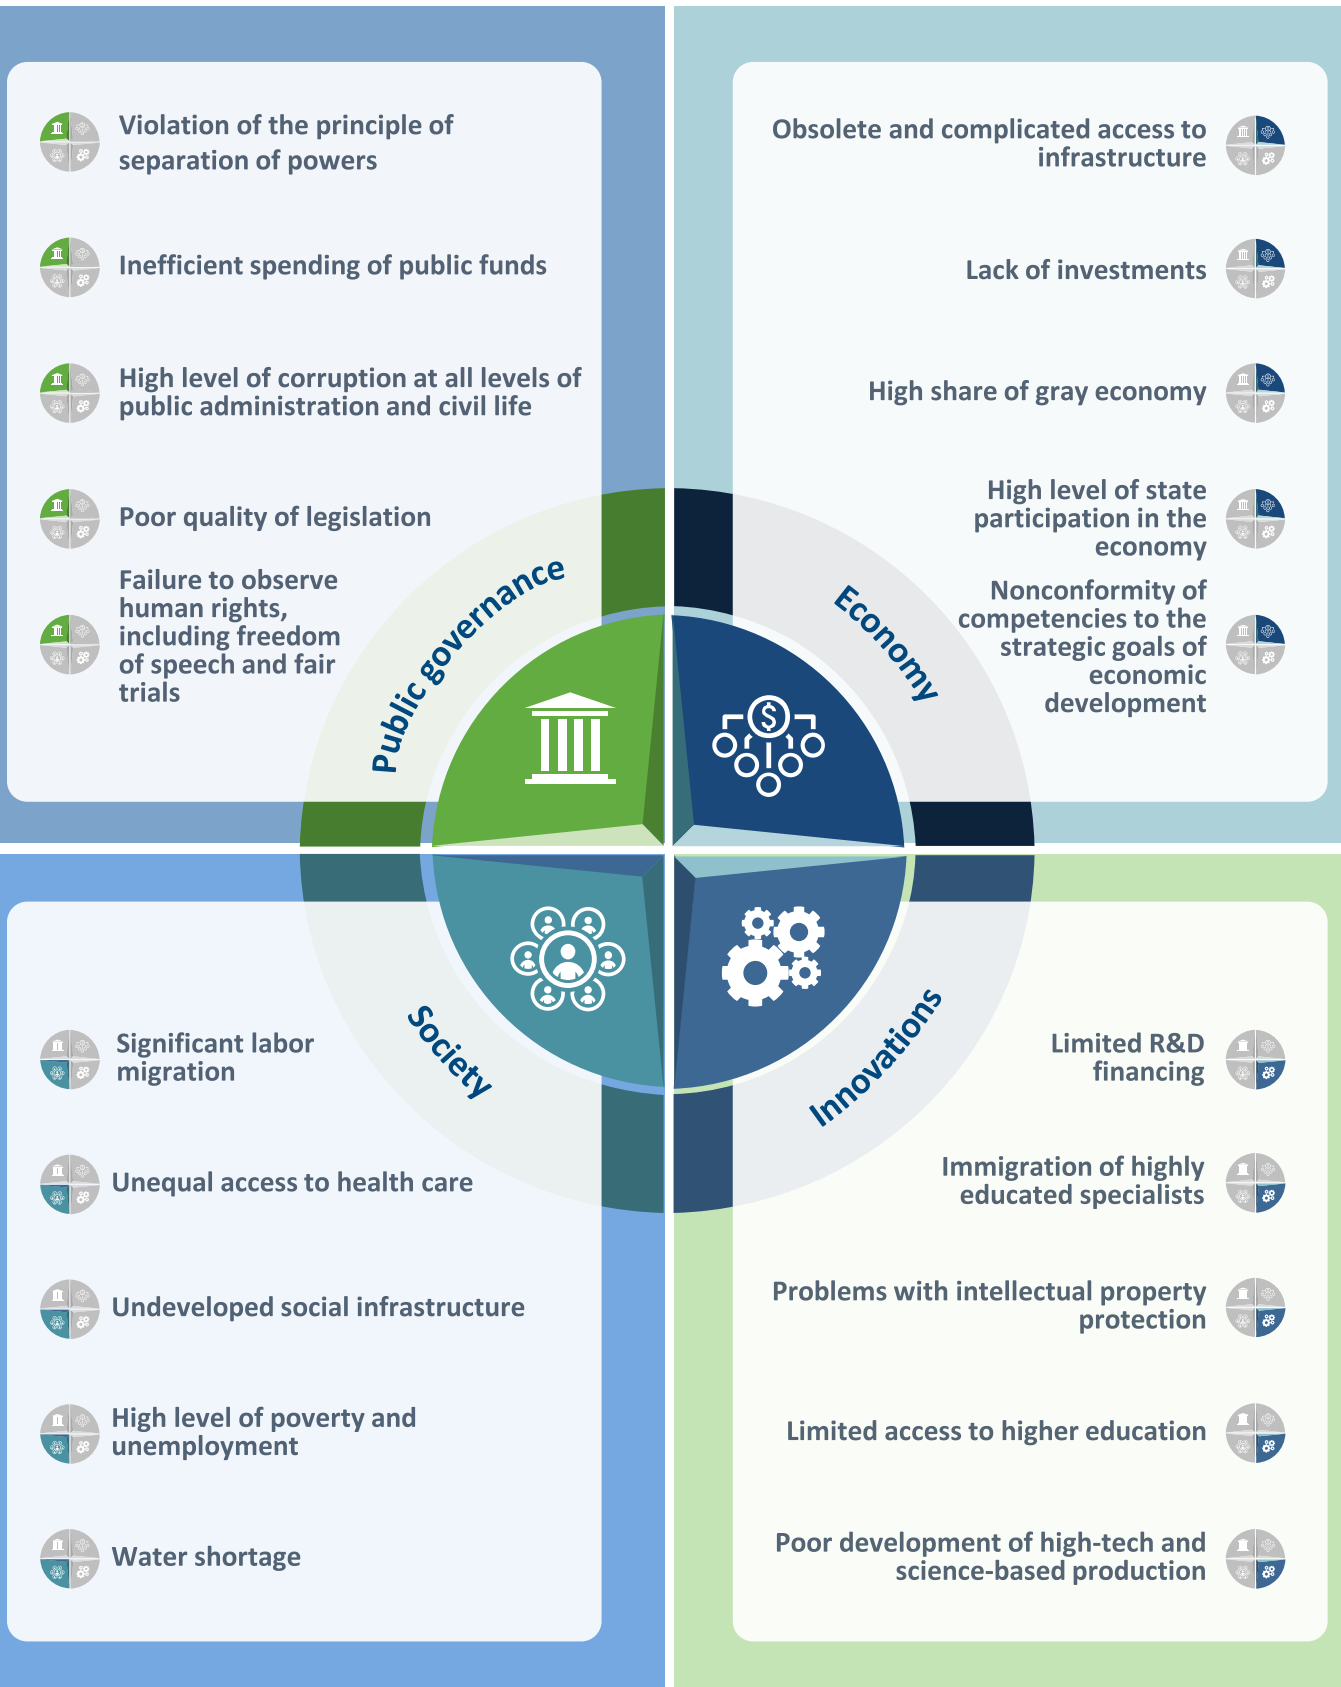 Violation of the principle of
separation of powers
Inefficient spending of public funds
High level of corruption at all levels of
public administration and civil life
Poor quality of legislation
Failure to observe
human rights,
including freedom
of speech and fair
trials
Public governance
Obsolete and complicated access to
infrastructure
Lack of investments
High share of gray economy
High level of state
participation in the
economy
Nonconformity of
competencies to the
strategic goals of
economic
development
Economy
$
Society
Significant labor
migration
Unequal access to health care
Undeveloped social infrastructure
High level of poverty and
unemployment
Water shortage
Innovations
Limited R&D
financing
Immigration of highly
educated specialists
Problems with intellectual property
protection
Limited access to higher education
Poor development of high-tech and
science-based production